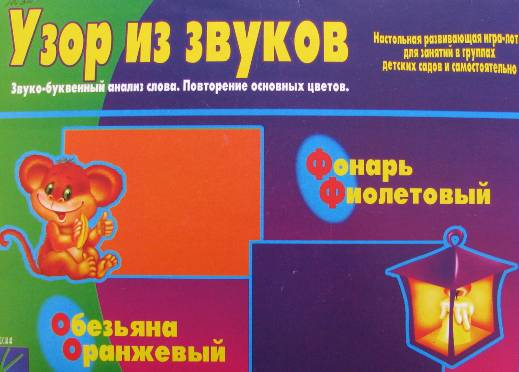 Узор из звуков
Звуко-буквенный анализ слова. Повторение основных цветов.
Настольная развивающая игра-лот
для занятий в группах
детских садов и самостоятельно
Фонарь
Фиолетовый
Обезьяна
Оранжевый